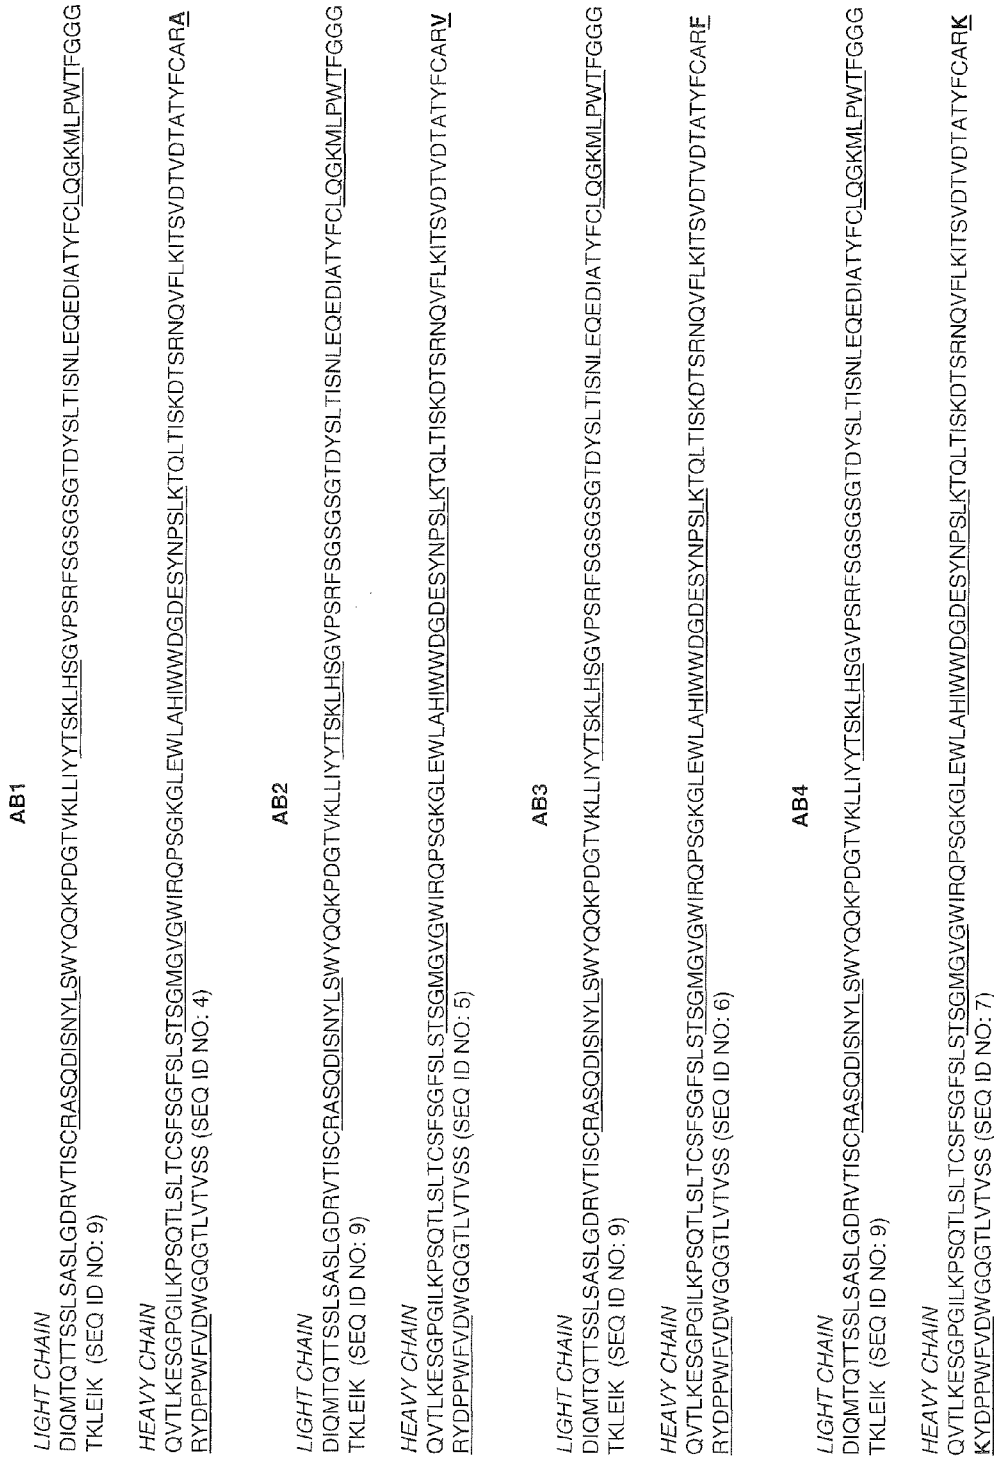 AB1
LIGHT CHAIN
DIQMTQTTSSLSASLGDRVTISCRASQDISNYLSWYQQKPDGTVKLLIYYTSKLHSGVPSRFSGSGSGTDYSLTISNLEQEDIATYFCLQGKMLPWTFGGG
TKLEIK (SEQ ID NO: 9)
HEAVY CHAIN
QVTLKESGPGILKPSQTLSLTCSFSGFSLSTSGMGVGWIRQPSGKGLEWLAHIWWDGDESYNPSLKTQLTISKDTSRNQVFLKITSVDTVDTATYFCARA
RYDPPWFVDWGQGTLVTVSS (SEQ ID NO: 4)
AB2
LIGHT CHAIN
DIQMTQTTSSLSASLGDRVTISCRASQDISNYLSWYQQKPDGTVKLLIYYTSKLHSGVPSRFSGSGSGTDYSLTISNLEQEDIATYFCLQGKMLPWTFGGG
TKLEIK (SEQ ID NO: 9)
HEAVY CHAIN
QVTLKESGPGILKPSQTLSLTCSFSGFSLSTSGMGVGWIRQPSGKGLEWLAHIWWDGDESYNPSLKTQLTISKDTSRNQVFLKITSVDTVDTATYFCARV
RYDPPWFVDWGQGTLVTVSS (SEQ ID NO: 5)
AB3
LIGHT CHAIN
DIQMTQTTSSLSASLGDRVTISCRASQDISNYLSWYQQKPDGTVKLLIYYTSKLHSGVPSRFSGSGSGTDYSLTISNLEQEDIATYFCLQGKMLPWTFGGG
TKLEIK (SEQ ID NO: 9)
HEAVY CHAIN
QVTLKESGPGILKPSQTLSLTCSFSGFSLSTSGMGVGWIRQPSGKGLEWLAHIWWDGDESYNPSLKTQLTISKDTSRNQVFLKITSVDTVDTATYFCARF
RYDPPWFVDWGQGTLVTVSS (SEQ ID NO: 6)
AB4
LIGHT CHAIN
DIQMTQTTSSLSASLGDRVTISCRASQDISNYLSWYQQKPDGTVKLLIYYTSKLHSGVPSRFSGSGSGTDYSLTISNLEQEDIATYFCLQGKMLPWTFGGG
TKLEIK (SEQ ID NO: 9)
HEAVY CHAIN
QVTLKESGPGILKPSQTLSLTCSFSGFSLSTSGMGVGWIRQPSGKGLEWLAHIWWDGDESYNPSLKTQLTISKDTSRNQVFLKITSVDTVDTATYFCARK
KYDPPWFVDWGQGTLVTVSS (SEQ ID NO: 7)